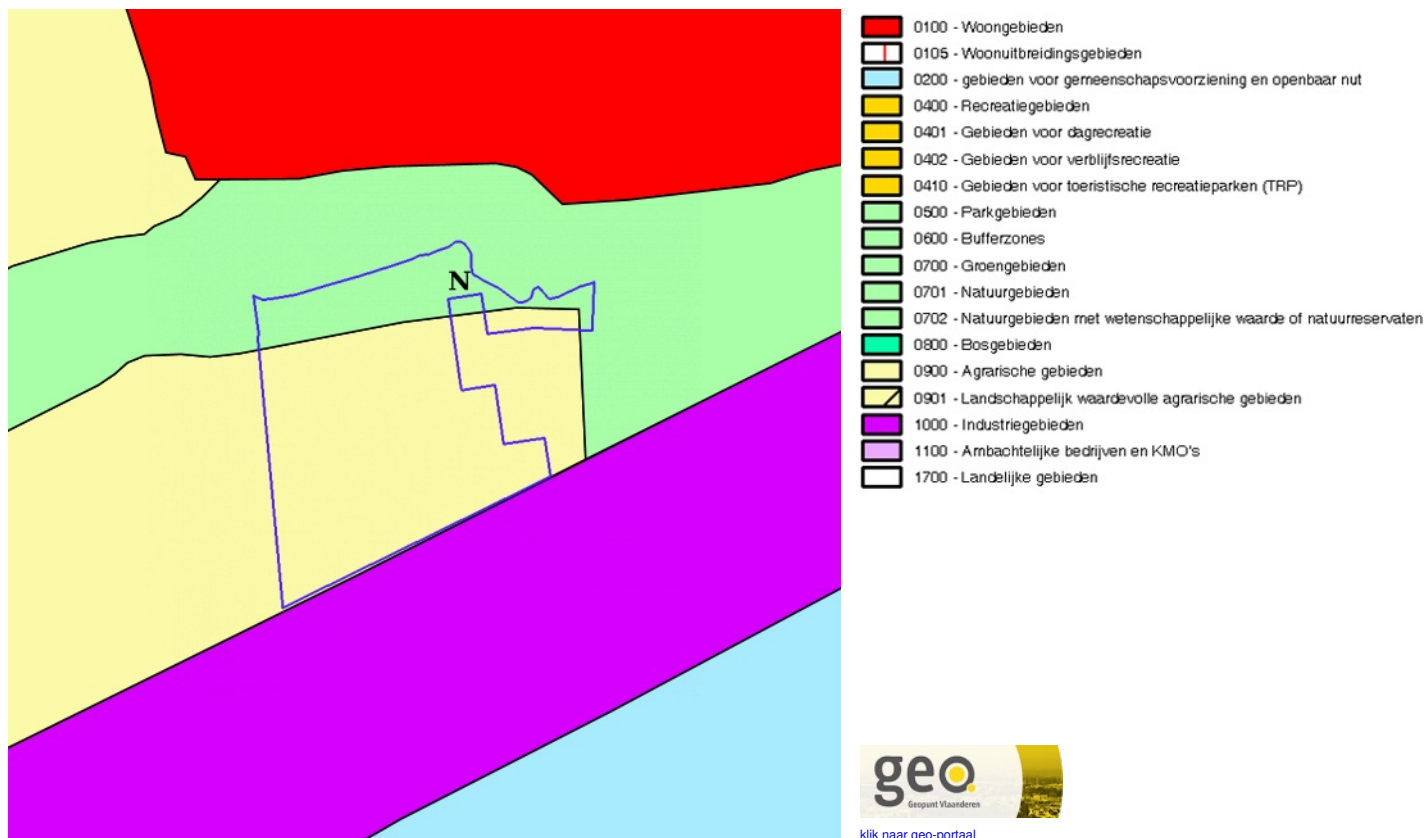 N
0100 - Woongebieden
0105 - Woonuitbreidingsgebieden
0200 - gebieden voor gemeenschapsvoorziening en openbaar nut
0400 - Recreatiegebieden
0401 - Gebieden voor dagrecreatie
0402 - Gebieden voor verblijfsrecreatie
0410 - Gebieden voor toeristische recreatieparken (TRP)
0500 - Parkgebieden
0600 - Bufferzones
0700 - Groengebieden
0701 - Natuurgebieden
0702 - Natuurgebieden met wetenschappelijke waarde of natuurreservaten
0800 - Bosgebieden
0900 - Agrarische gebieden
0901 - Landschappelijk waardevolle agrarische gebieden
1000 - Industriegebieden
1100 - Ambachtelijke bedrijven en KMO's
1700 - Landelijke gebieden
geo.
Geopunt Vlaanderen
klik naar geo-portaal